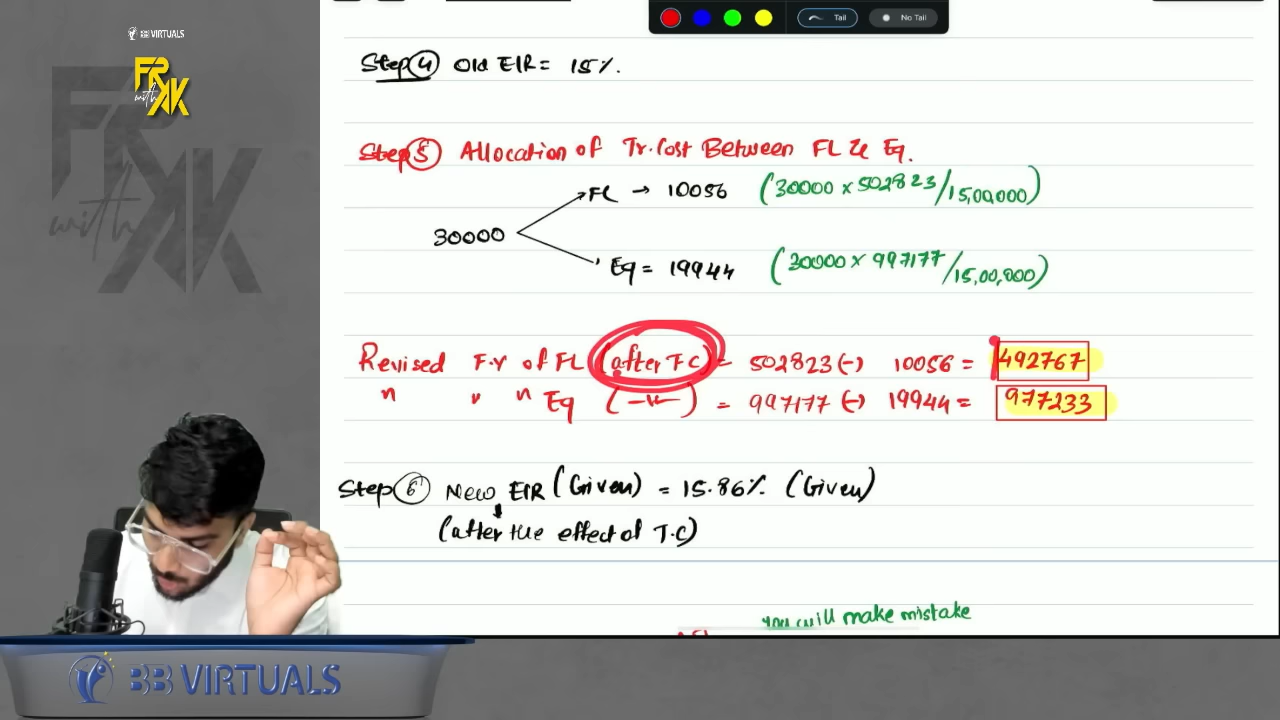 Tail
No Tail
BB VIRTUALS
FR
with
AK
Step 4 Old EIR = 15%.
Step 5 Allocation of Tr. Cost Between FL & Eq.
FL → 10056 (30000 x 502823/15,00,000)
30000
Eq = 19944 (30000 x 997177/15,00,000)
Revised F.V of FL (after T.C) = 502823 (-) 10056 = 492767
" " " Eq (-"-) = 997177 (-) 19944 = 977233
Step 6 New EIR (Given) = 15.86%. (Given)
(after the effect of T.C)
you will make mistake
BB VIRTUALS